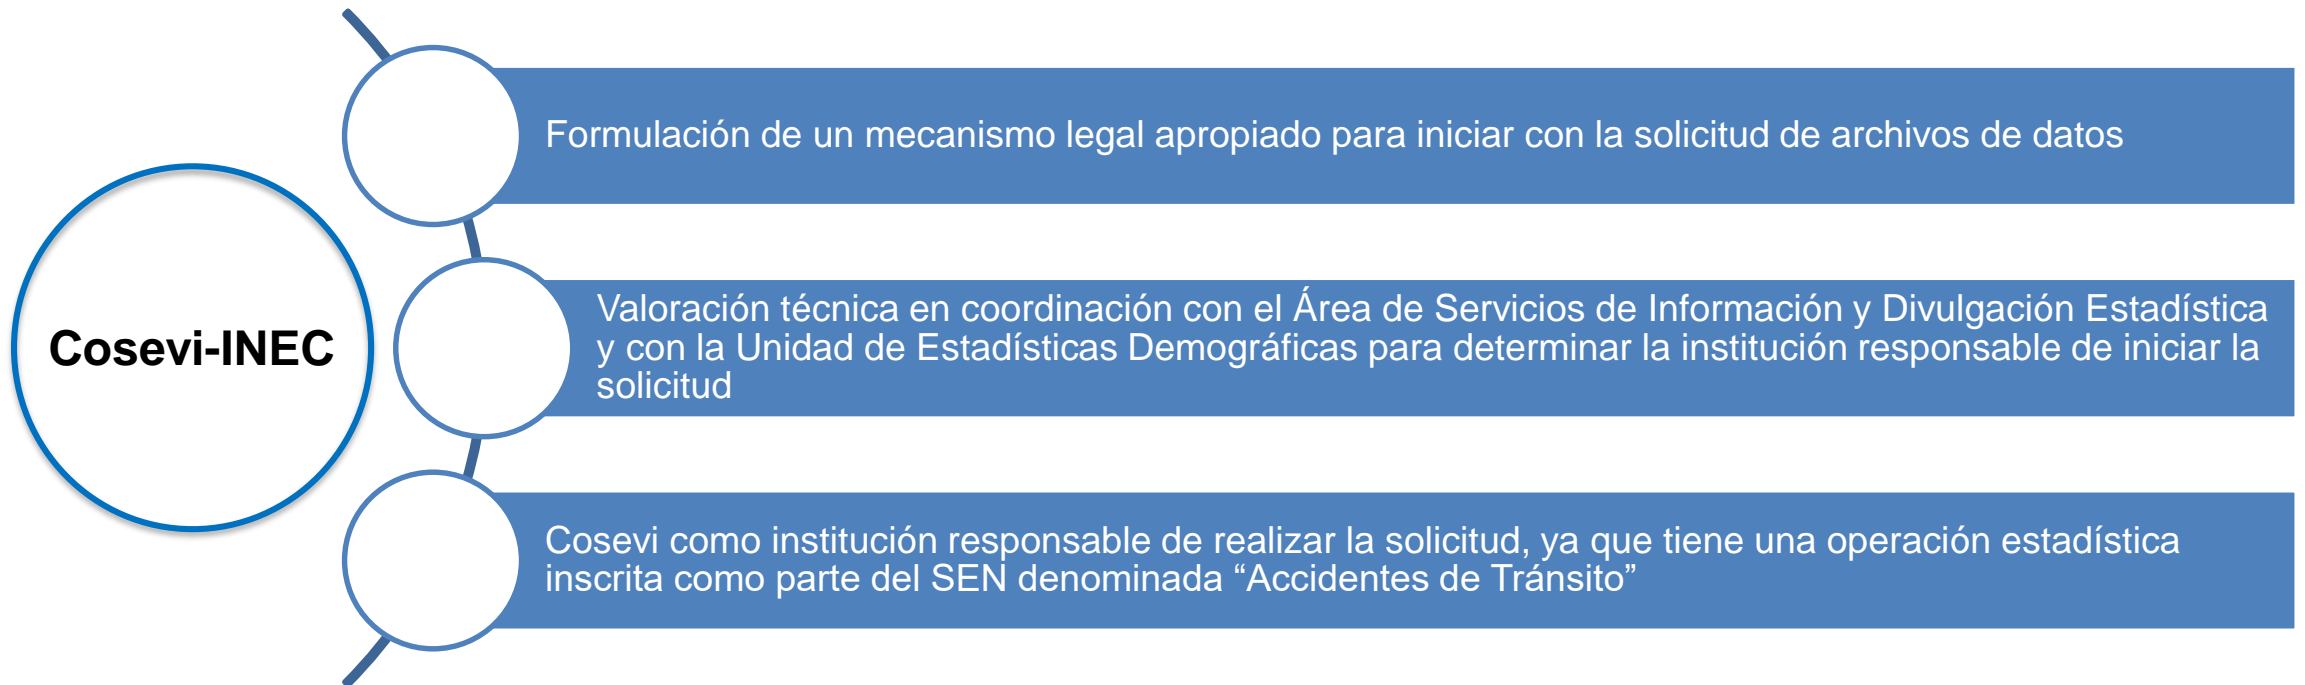 Cosevi-INEC
Formulación de un mecanismo legal apropiado para iniciar con la solicitud de archivos de datos
Valoración técnica en coordinación con el Área de Servicios de Información y Divulgación Estadística
y con la Unidad de Estadísticas Demográficas para determinar la institución responsable de iniciar la
solicitud
Cosevi como institución responsable de realizar la solicitud, ya que tiene una operación estadística
inscrita como parte del SEN denominada “Accidentes de Tránsito”